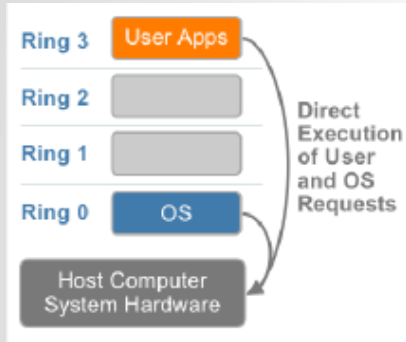 Ring 3
User Apps
Ring 2
Ring 1
Ring 0
OS
Direct
Execution
of User
and OS
Requests
Host Computer
System Hardware